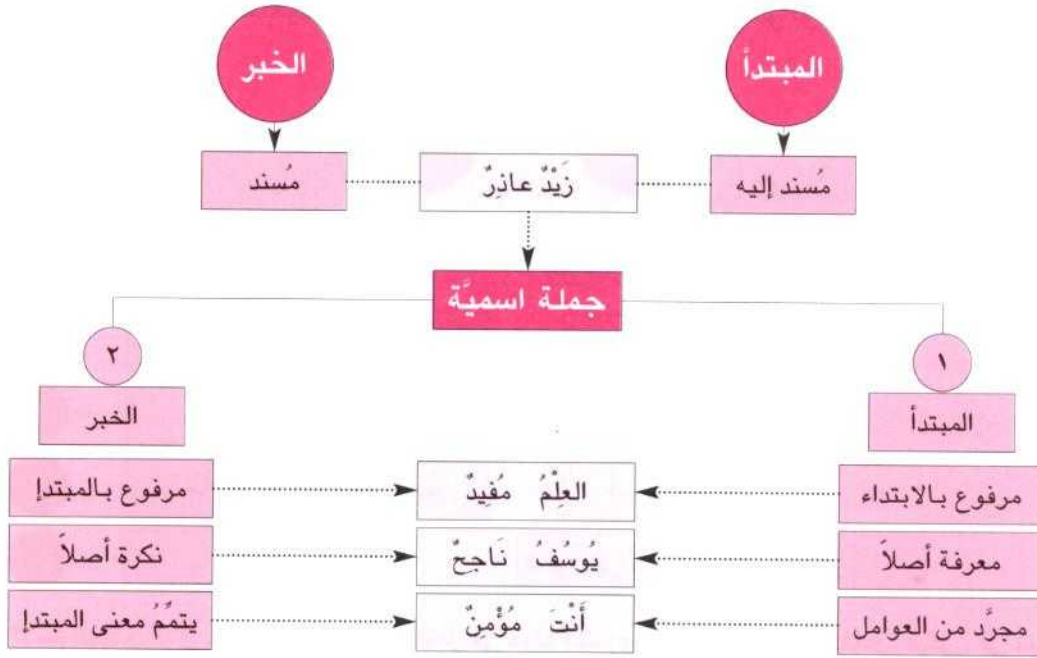 المبتدأ
الخبر
مُسند إليه
زَيْدٌ عاذِرٌ
مُسند
جملة اسميَّة
١
٢
المبتدأ
الخبر
مرفوع بالابتداء
العِلْمُ مُفِيدٌ
مرفوع بالمبتدإ
معرفة أصلاً
يُوسُفُ نَاجحٌ
نكرة أصلاً
مجرَّد من العوامل
أَنْتَ مُؤْمِنٌ
يتمِّمُ معنى المبتدإ